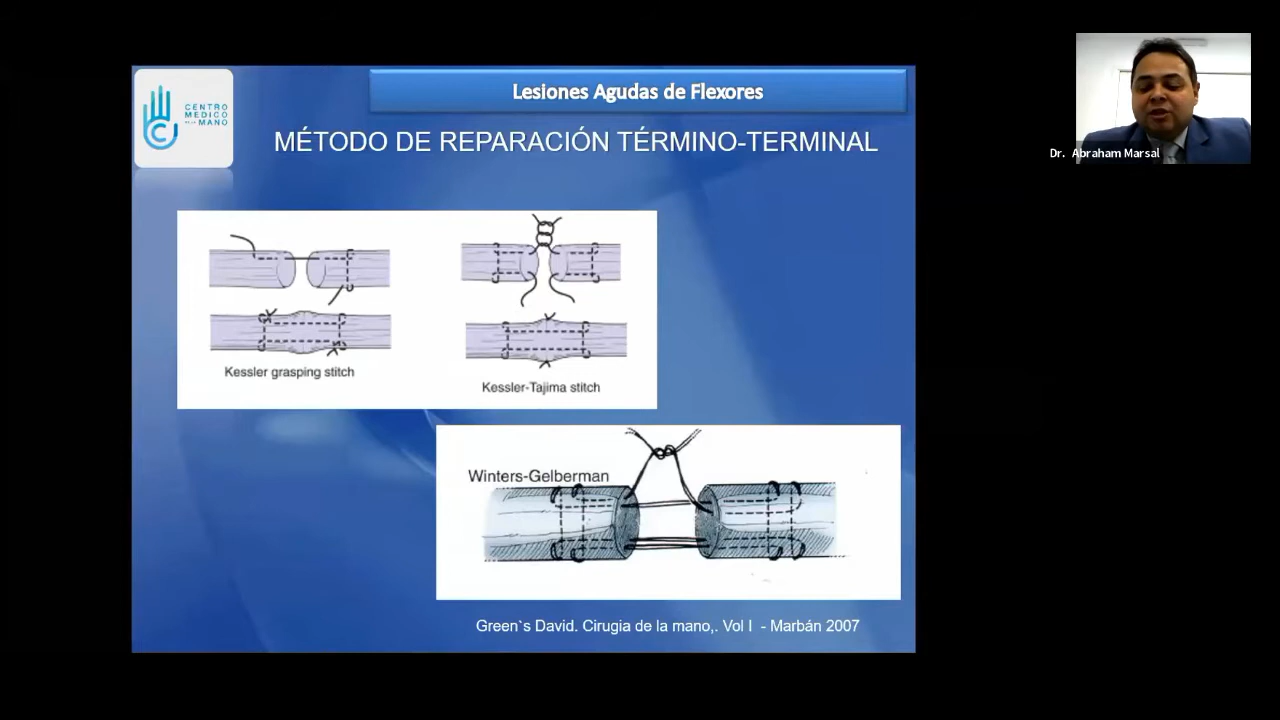 CENTRO
MEDICO
DE LA MANO
Lesiones Agudas de Flexores
MÉTODO DE REPARACIÓN TÉRMINO-TERMINAL
Kessler grasping stitch
Kessler-Tajima stitch
Winters-Gelberman
Green`s David. Cirugia de la mano,. Vol I - Marbán 2007
Dr. Abraham Marsal